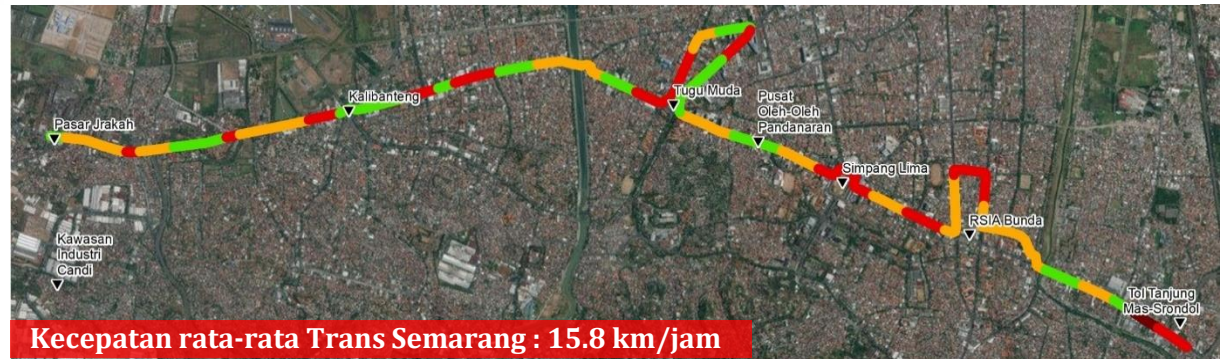 Pasar Jrakah
Kalibanteng
Tugu Muda
Pusat
Oleh-Oleh
Pandanaran
Simpang Lima
RSIA Bunda
Kawasan
Industri
Candi
Tol Tanjung
Mas-Srondol
Kecepatan rata-rata Trans Semarang : 15.8 km/jam